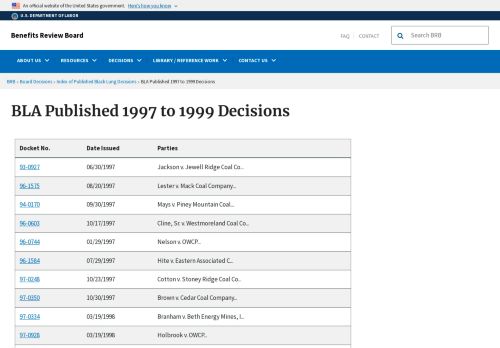 An official website of the United States government. Here's how you know
U.S. DEPARTMENT OF LABOR
Benefits Review Board
FAQ
CONTACT
Search BRB
ABOUT US
RESOURCES
DECISIONS
LIBRARY / REFERENCE WORK
CONTACT US
BRB › Board Decisions › Index of Published Black Lung Decisions › BLA Published 1997 to 1999 Decisions
BLA Published 1997 to 1999 Decisions
Docket No. Date Issued Parties
93-0927 06/30/1997 Jackson v. Jewell Ridge Coal Co..
96-1575 08/20/1997 Lester v. Mack Coal Company..
94-0170 09/30/1997 Mays v. Piney Mountain Coal..
96-0603 10/17/1997 Cline, Sr. v. Westmoreland Coal Co..
96-0744 01/29/1997 Nelson v. OWCP..
96-1564 07/29/1997 Hite v. Eastern Associated C..
97-0248 10/23/1997 Cotton v. Stoney Ridge Coal Co..
97-0350 10/30/1997 Brown v. Cedar Coal Company..
97-0334 03/19/1998 Branham v. Beth Energy Mines, I..
97-0928 03/19/1998 Holbrook v. OWCP..